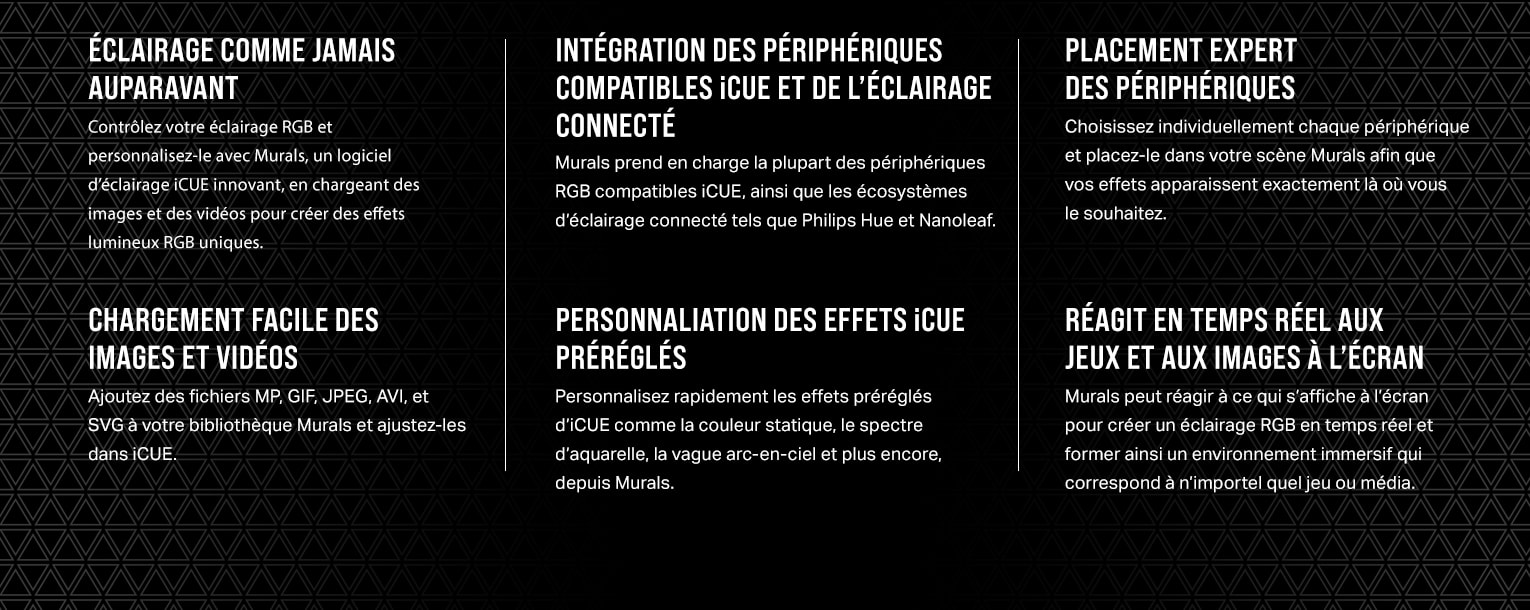 ÉCLAIRAGE COMME JAMAIS
AUPARAVANT
Contrôlez votre éclairage RGB et
personnalisez-le avec Murals, un logiciel
d’éclairage iCUE innovant, en chargeant des
images et des vidéos pour créer des effets
lumineux RGB uniques.
INTÉGRATION DES PÉRIPHÉRIQUES
COMPATIBLES iCUE ET DE L’ÉCLAIRAGE
CONNECTÉ
Murals prend en charge la plupart des périphériques
RGB compatibles iCUE, ainsi que les écosystèmes
d’éclairage connecté tels que Philips Hue et Nanoleaf.
PLACEMENT EXPERT
DES PÉRIPHÉRIQUES
Choisissez individuellement chaque périphérique
et placez-le dans votre scène Murals afin que
vos effets apparaissent exactement là où vous
le souhaitez.
CHARGEMENT FACILE DES
IMAGES ET VIDÉOS
Ajoutez des fichiers MP, GIF, JPEG, AVI, et
SVG à votre bibliothèque Murals et ajustez-les
dans iCUE.
PERSONNALIATION DES EFFETS iCUE
PRÉRÉGLÉS
Personnalisez rapidement les effets préréglés
d’iCUE comme la couleur statique, le spectre
d’aquarelle, la vague arc-en-ciel et plus encore,
depuis Murals.
RÉAGIT EN TEMPS RÉEL AUX
JEUX ET AUX IMAGES À L’ÉCRAN
Murals peut réagir à ce qui s’affiche à l’écran
pour créer un éclairage RGB en temps réel et
former ainsi un environnement immersif qui
correspond à n’importel quel jeu ou média.